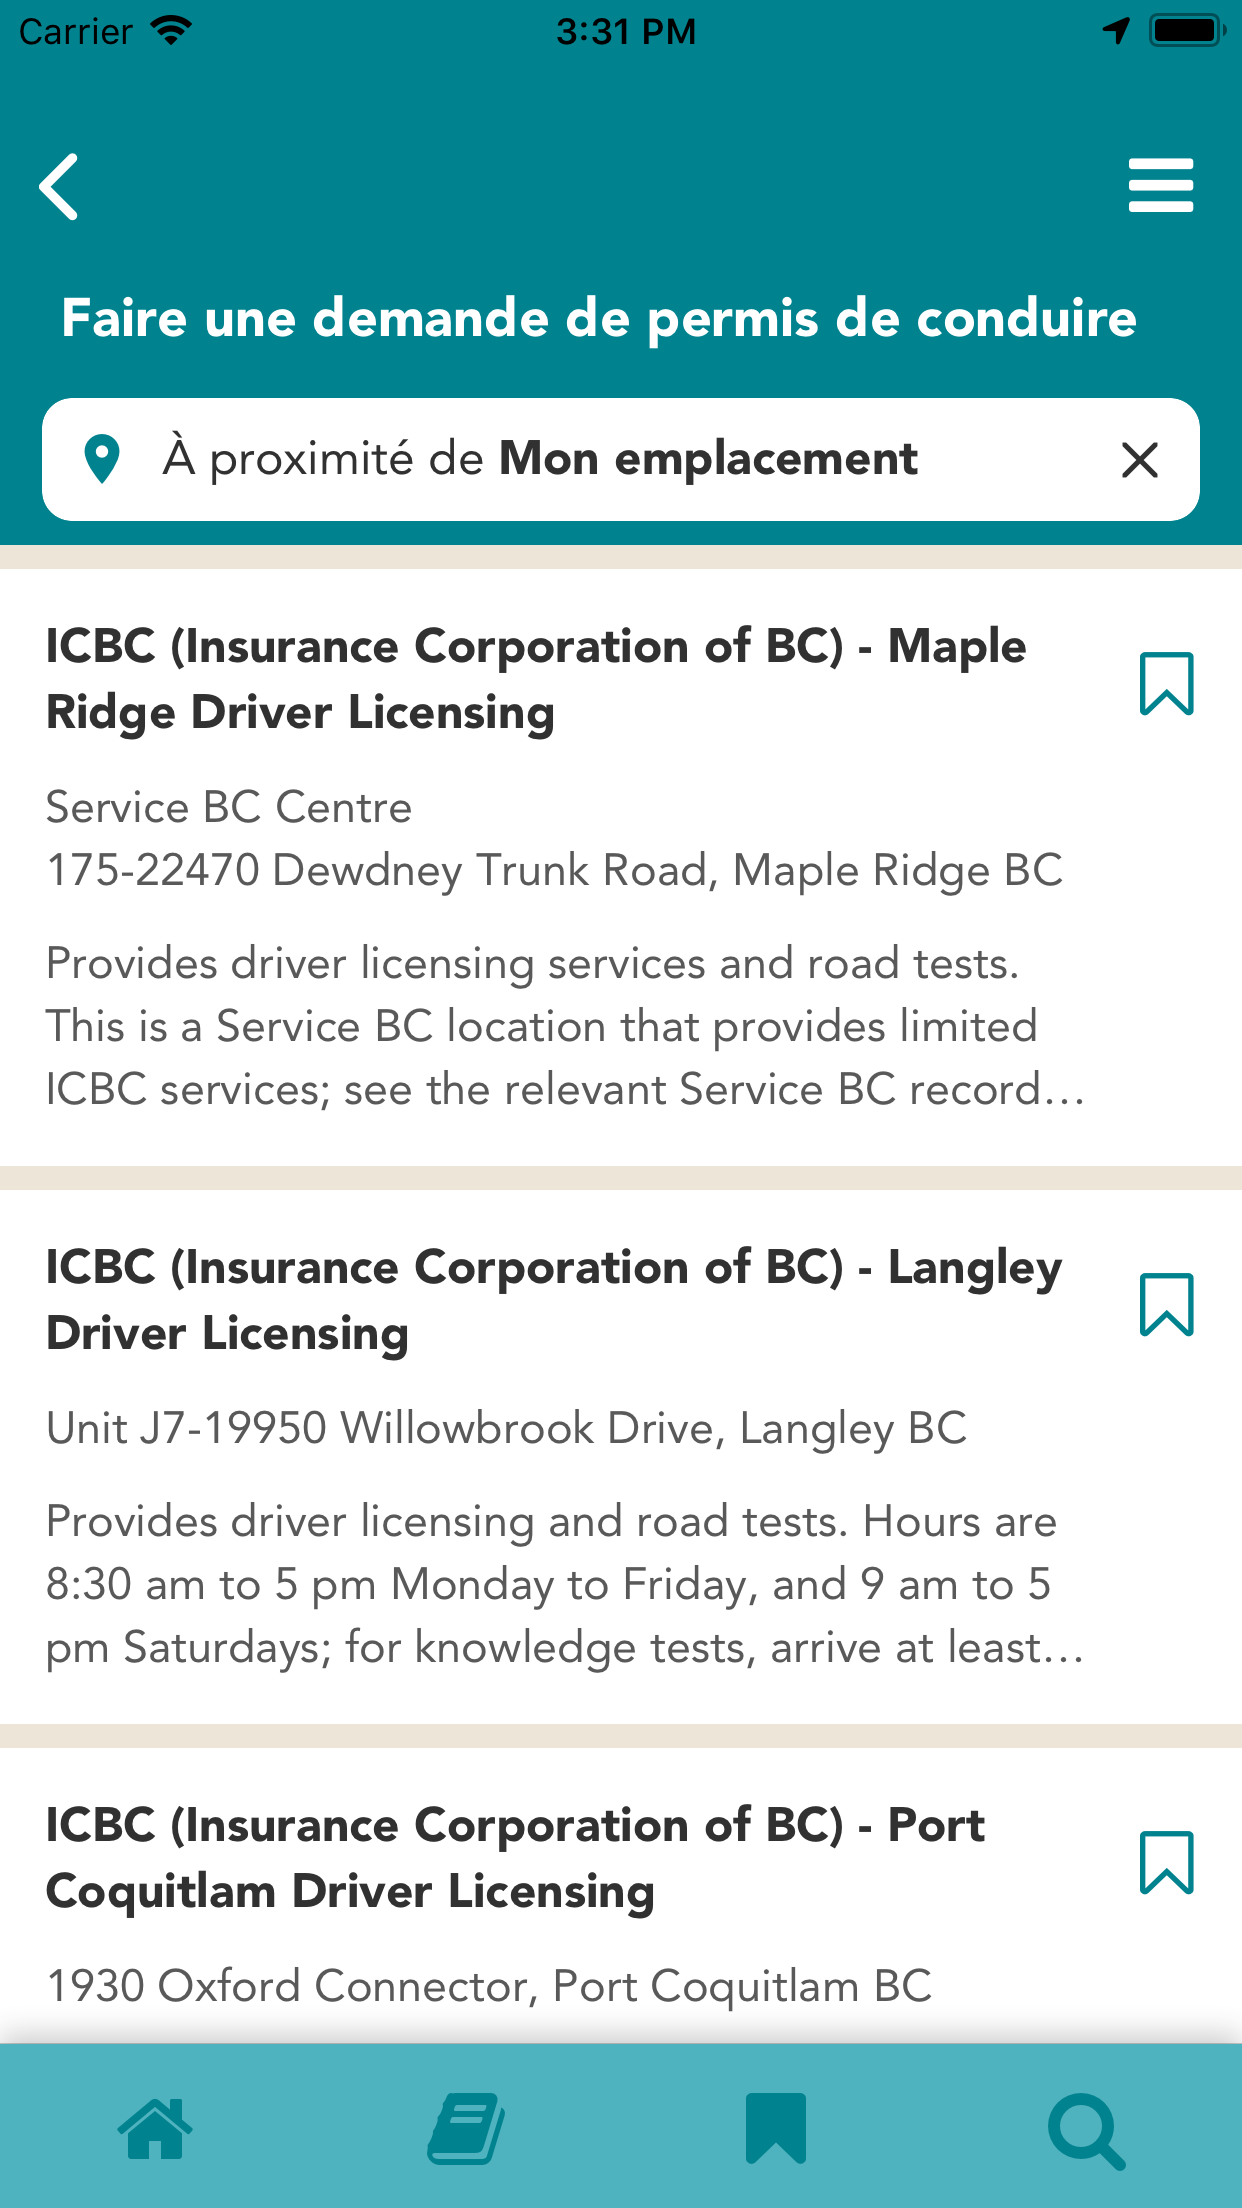 Carrier
3:31 PM
Faire une demande de permis de conduire
À proximité de Mon emplacement
ICBC (Insurance Corporation of BC) - Maple
Ridge Driver Licensing
Service BC Centre
175-22470 Dewdney Trunk Road, Maple Ridge BC
Provides driver licensing services and road tests.
This is a Service BC location that provides limited
ICBC services; see the relevant Service BC record...
ICBC (Insurance Corporation of BC) - Langley
Driver Licensing
Unit J7-19950 Willowbrook Drive, Langley BC
Provides driver licensing and road tests. Hours are
8:30 am to 5 pm Monday to Friday, and 9 am to 5
pm Saturdays; for knowledge tests, arrive at least...
ICBC (Insurance Corporation of BC) - Port
Coquitlam Driver Licensing
1930 Oxford Connector, Port Coquitlam BC